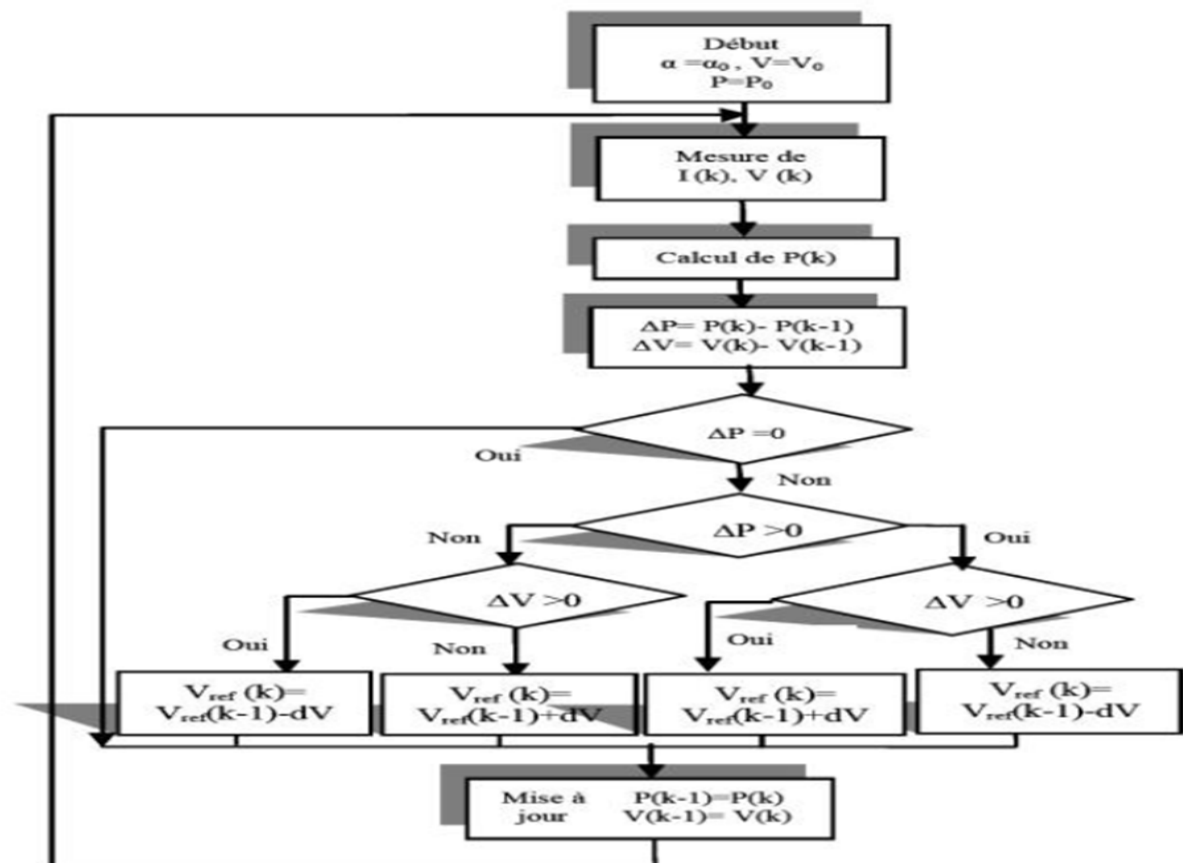 Début
α =α₀ , V=V₀
P=P₀
Mesure de
I (k), V (k)
Calcul de P(k)
ΔP= P(k)- P(k-1)
ΔV= V(k)- V(k-1)
ΔP =0
Oui
Non
ΔP >0
Non
Oui
ΔV >0
ΔV >0
Oui
Non
Oui
Non
Vref (k)=
Vref(k-1)-dV
Vref (k)=
Vref(k-1)+dV
Vref (k)=
Vref(k-1)+dV
Vref (k)=
Vref(k-1)-dV
Mise à P(k-1)=P(k)
jour V(k-1)= V(k)